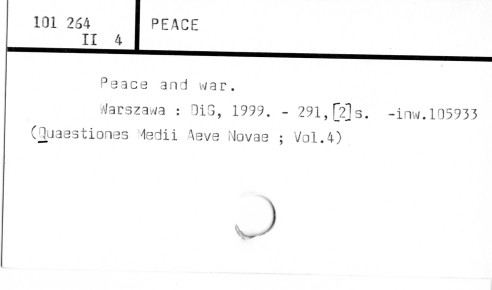 101 264
II 4
PEACE
Peace and war.
Warszawa : DiG, 1999. - 291,[2]s. -inw.105933
(Quaestiones Medii Aeve Novae ; Vol.4)